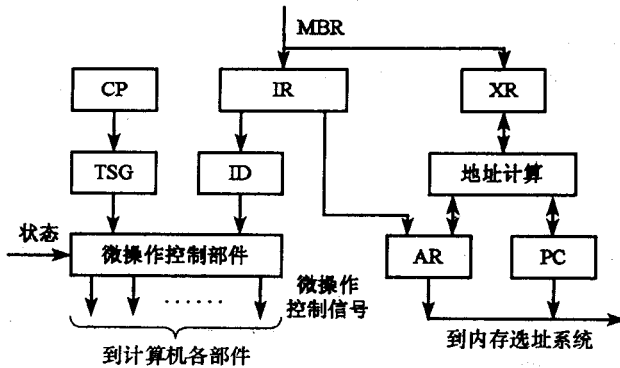 MBR
CP
IR
XR
TSG
ID
地址计算
状态
微操作控制部件
AR
PC
微操作
控制信号
……
到计算机各部件
到内存选址系统